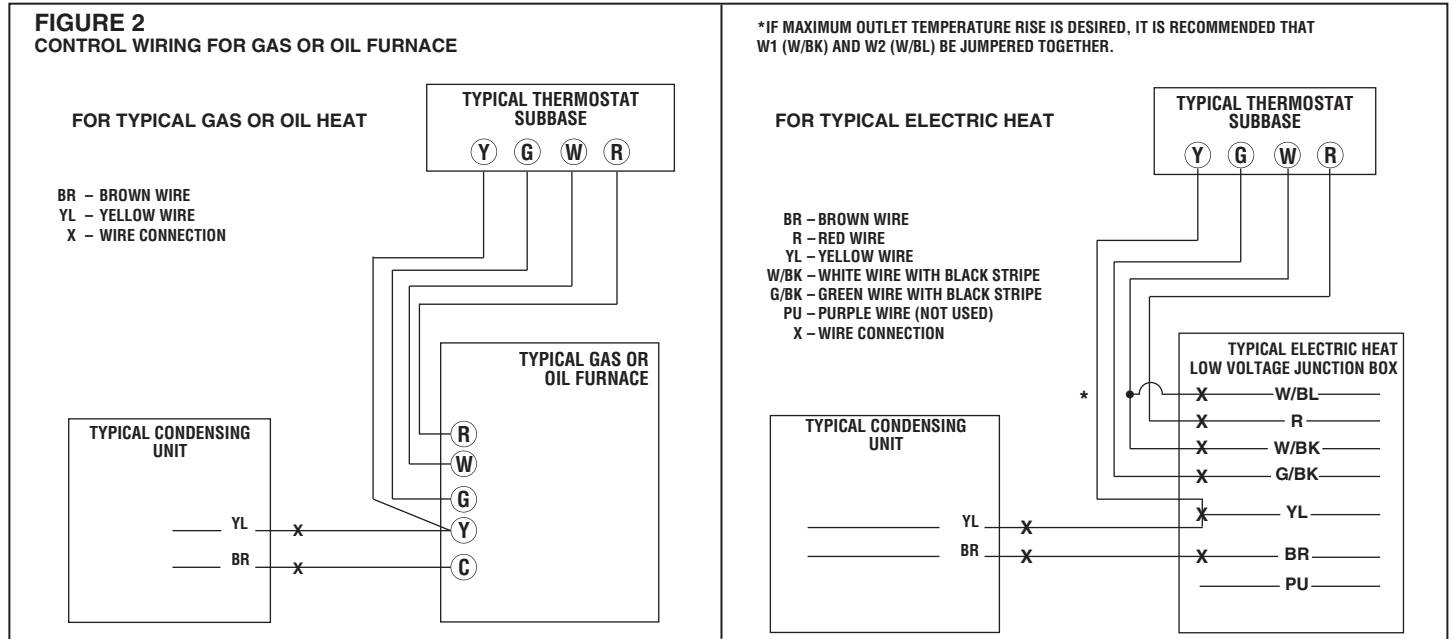 FIGURE 2
CONTROL WIRING FOR GAS OR OIL FURNACE
FOR TYPICAL GAS OR OIL HEAT
TYPICAL THERMOSTAT
SUBBASE
Y G W R
BR – BROWN WIRE
YL – YELLOW WIRE
X – WIRE CONNECTION
TYPICAL GAS OR
OIL FURNACE
R
W
G
Y
C
TYPICAL CONDENSING
UNIT
YL X
BR X
*IF MAXIMUM OUTLET TEMPERATURE RISE IS DESIRED, IT IS RECOMMENDED THAT
W1 (W/BK) AND W2 (W/BL) BE JUMPERED TOGETHER.
FOR TYPICAL ELECTRIC HEAT
TYPICAL THERMOSTAT
SUBBASE
Y G W R
BR – BROWN WIRE
R – RED WIRE
YL – YELLOW WIRE
W/BK – WHITE WIRE WITH BLACK STRIPE
G/BK – GREEN WIRE WITH BLACK STRIPE
PU – PURPLE WIRE (NOT USED)
X – WIRE CONNECTION
TYPICAL ELECTRIC HEAT
LOW VOLTAGE JUNCTION BOX
* X W/BL
X R
X W/BK
X G/BK
X YL
X BR
PU
TYPICAL CONDENSING
UNIT
YL X
BR X